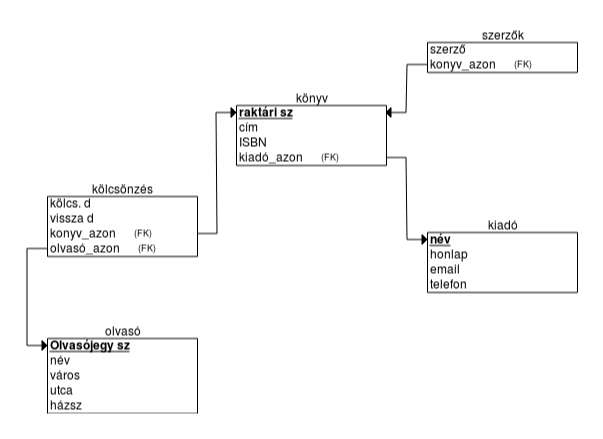 szerzők
szerző
konyv_azon (FK)
könyv
raktári sz
cím
ISBN
kiadó_azon (FK)
kölcsönzés
kölcs. d
vissza d
konyv_azon (FK)
olvasó_azon (FK)
kiadó
név
honlap
email
telefon
olvasó
Olvasójegy sz
név
város
utca
házsz